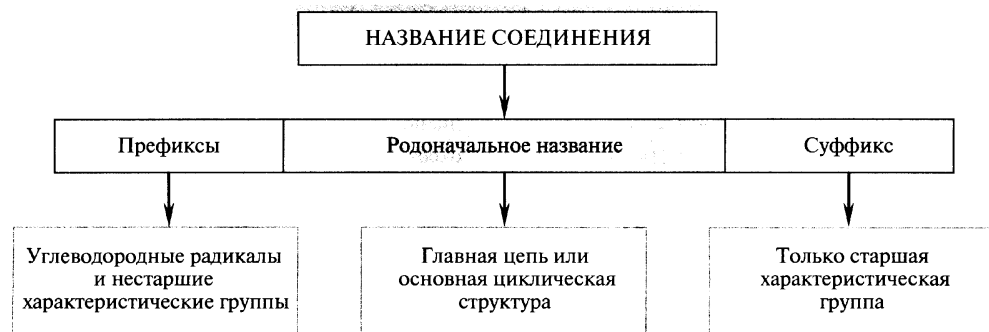 НАЗВАНИЕ СОЕДИНЕНИЯ
Префиксы
Родоначальное название
Суффикс
Углеводородные радикалы
и нестаршие
характеристические группы
Главная цепь или
основная циклическая
структура
Только старшая
характеристическая
группа